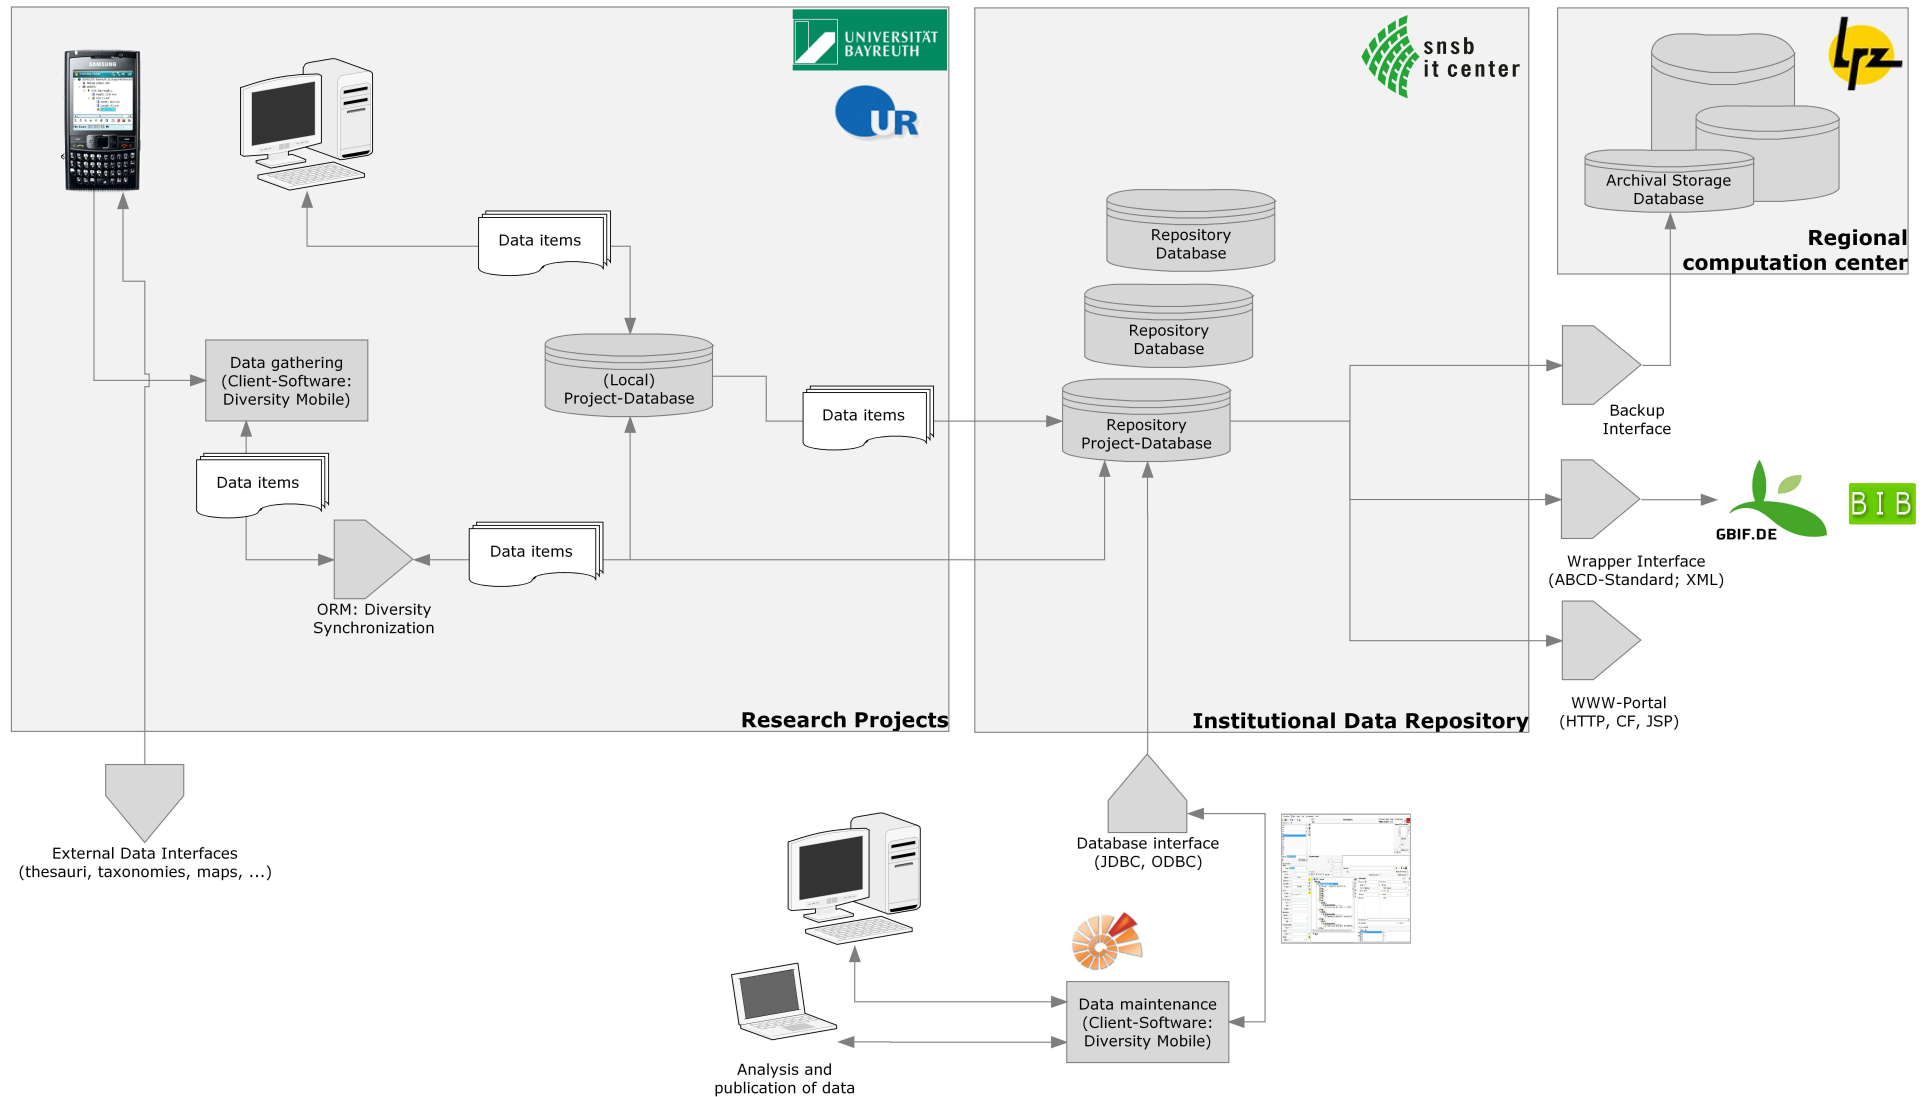 UNIVERSITÄT
BAYREUTH
UR
snsb
it center
lrz
SAMSUNG
Data items
Repository
Database
Archival Storage
Database
Regional
computation center
Repository
Database
Data gathering
(Client-Software:
Diversity Mobile)
(Local)
Project-Database
Data items
Repository
Project-Database
Backup
Interface
Data items
Data items
GBIF.DE
BIB
Wrapper Interface
(ABCD-Standard; XML)
ORM: Diversity
Synchronization
WWW-Portal
(HTTP, CF, JSP)
Research Projects
Institutional Data Repository
External Data Interfaces
(thesauri, taxonomies, maps, ...)
Database interface
(JDBC, ODBC)
Data maintenance
(Client-Software:
Diversity Mobile)
Analysis and
publication of data